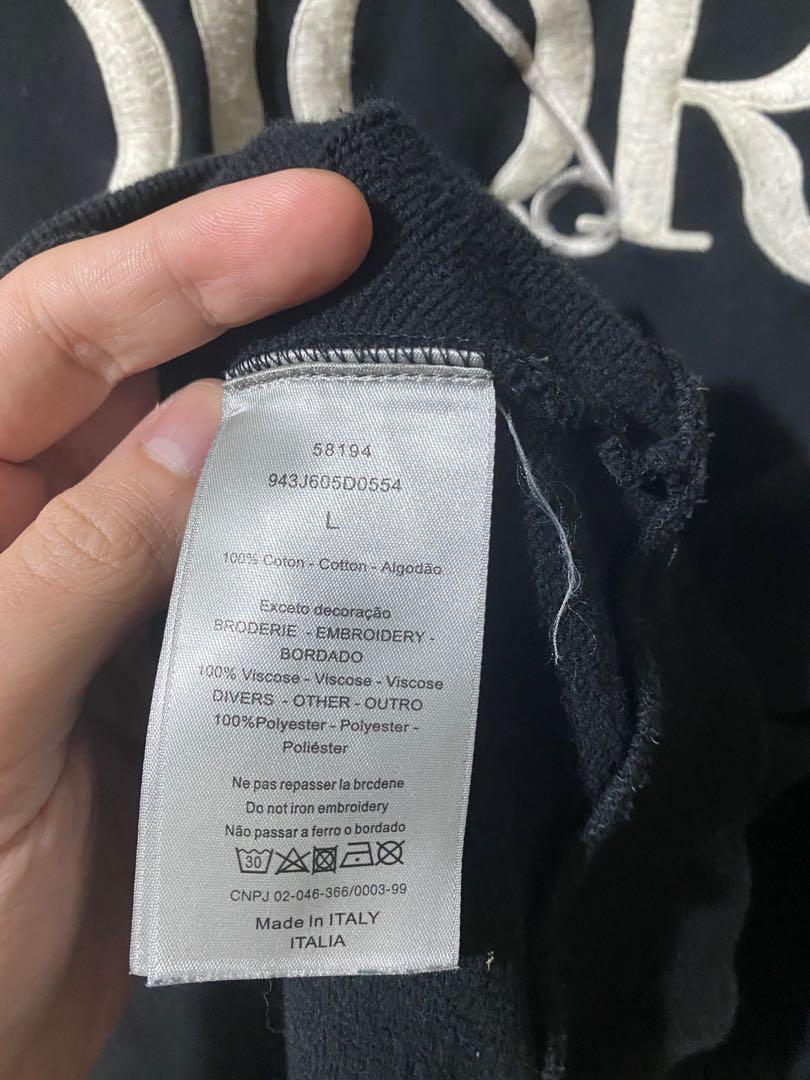 DIOR
58194
943J605D0554
L
100% Coton - Cotton - Algodão
Exceto decoração
BRODERIE - EMBROIDERY -
BORDADO
100% Viscose - Viscose - Viscose
DIVERS - OTHER - OUTRO
100%Polyester - Polyester -
Poliéster
Ne pas repasser la brcdene
Do not iron embroidery
Não passar a ferro o bordado
30
CNPJ 02-046-366/0003-99
Made In ITALY
ITALIA